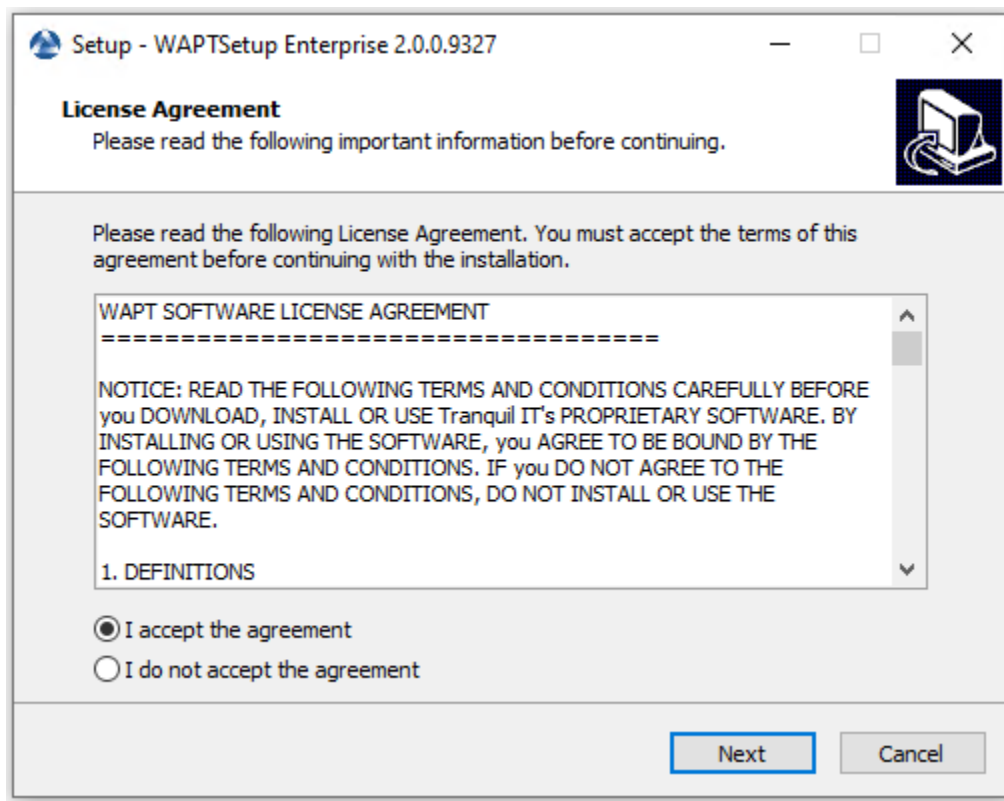 Setup - WAPTSetup Enterprise 2.0.0.9327
License Agreement
Please read the following important information before continuing.
Please read the following License Agreement. You must accept the terms of this
agreement before continuing with the installation.
WAPT SOFTWARE LICENSE AGREEMENT
===================================
NOTICE: READ THE FOLLOWING TERMS AND CONDITIONS CAREFULLY BEFORE
you DOWNLOAD, INSTALL OR USE Tranquil IT's PROPRIETARY SOFTWARE. BY
INSTALLING OR USING THE SOFTWARE, you AGREE TO BE BOUND BY THE
FOLLOWING TERMS AND CONDITIONS. IF you DO NOT AGREE TO THE
FOLLOWING TERMS AND CONDITIONS, DO NOT INSTALL OR USE THE
SOFTWARE.
1. DEFINITIONS
I accept the agreement
I do not accept the agreement
Next
Cancel